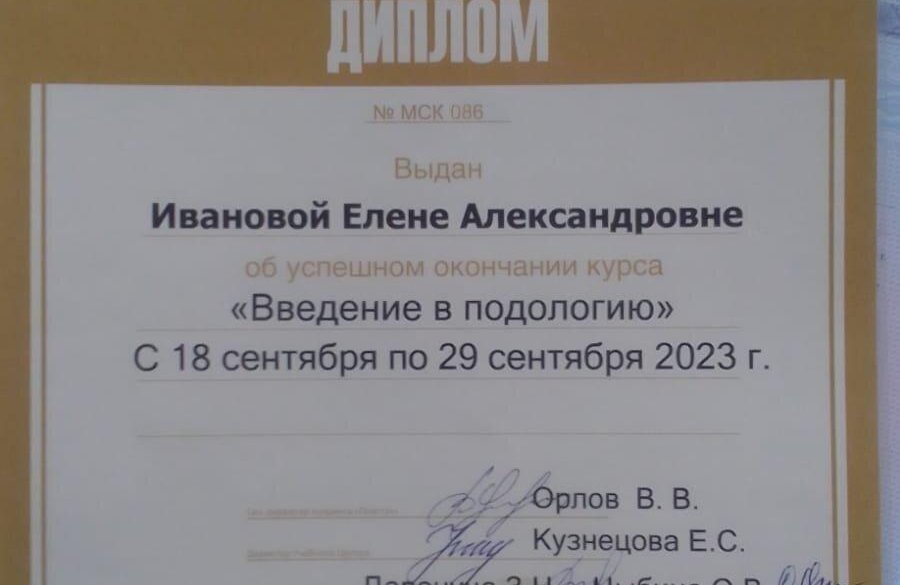 ДИПЛОМ
№ МСК 086
Выдан
Ивановой Елене Александровне
об успешном окончании курса
«Введение в подологию»
С 18 сентября по 29 сентября 2023 г.
Орлов В. В.
Кузнецова Е.С.